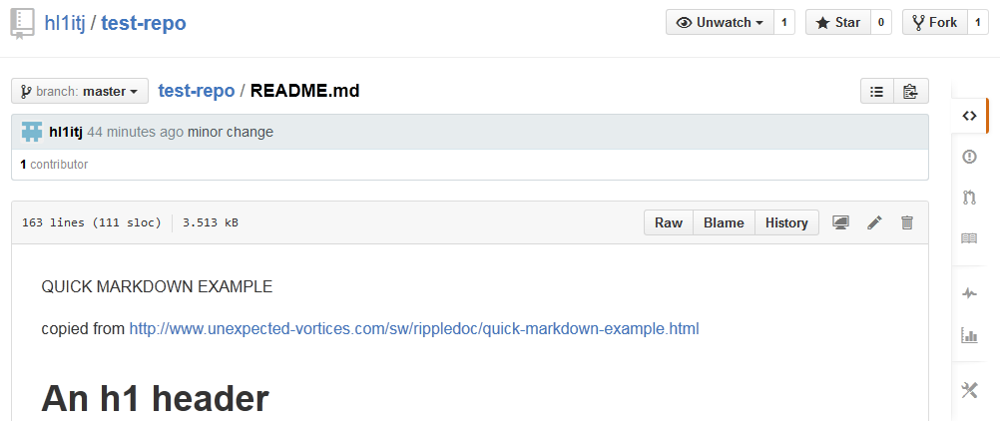 hl1itj / test-repo
Unwatch 1 Star 0 Fork 1
branch: master test-repo / README.md
hl1itj 44 minutes ago minor change
1 contributor
163 lines (111 sloc) 3.513 kB Raw Blame History
QUICK MARKDOWN EXAMPLE
copied from http://www.unexpected-vortices.com/sw/rippledoc/quick-markdown-example.html
An h1 header